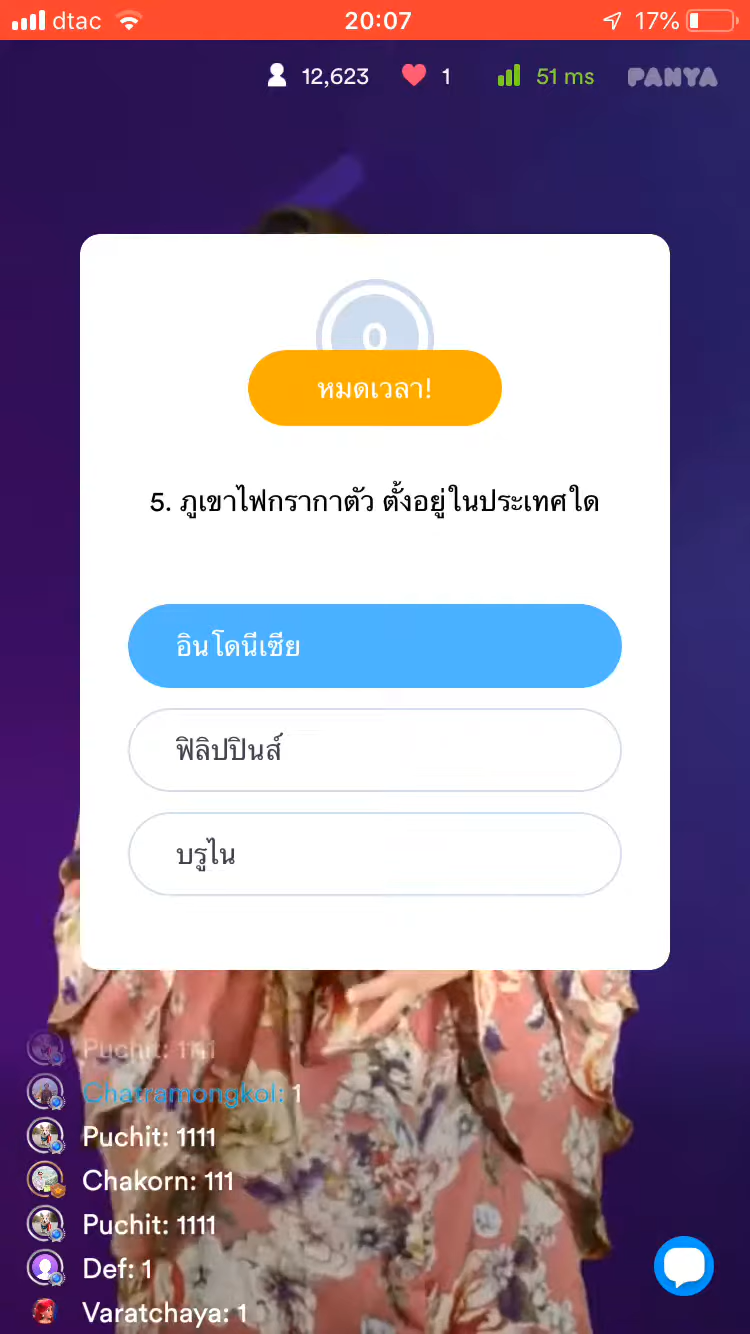 dtac 20:07 17%
12,623 1 51 ms PANYA
0
หมดเวลา!
5. ภูเขาไฟกรากาตัว ตั้งอยู่ในประเทศใด
อินโดนีเซีย
ฟิลิปปินส์
บรูไน
Puchit: 1111
Chatramongkol: 1
Puchit: 1111
Chakorn: 111
Puchit: 1111
Def: 1
Varatchaya: 1